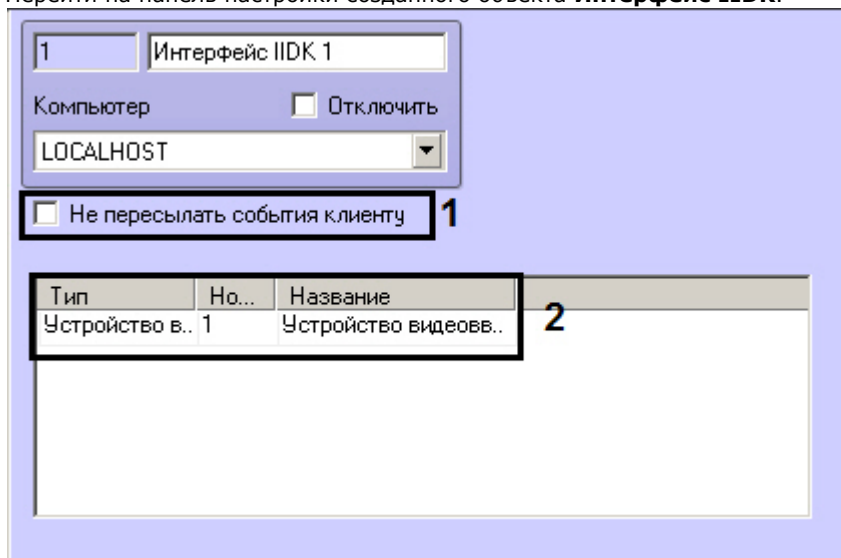 Перейти на панель настройки созданного объекта Интерфейс IIDK.
1 Интерфейс IIDK 1
Компьютер Отключить
LOCALHOST
Не пересылать события клиенту 1
Тип Но... Название
Устройство в.. 1 Устройство видеовв.. 2